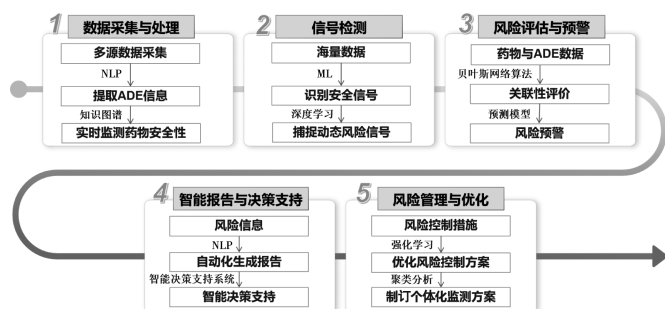 1 数据采集与处理
多源数据采集
NLP
提取ADE信息
知识图谱
实时监测药物安全性
2 信号检测
海量数据
ML
识别安全信号
深度学习
捕捉动态风险信号
3 风险评估与预警
药物与ADE数据
贝叶斯网络算法
关联性评价
预测模型
风险预警
4 智能报告与决策支持
风险信息
NLP
自动化生成报告
智能决策支持系统
智能决策支持
5 风险管理与优化
风险控制措施
强化学习
优化风险控制方案
聚类分析
制订个体化监测方案